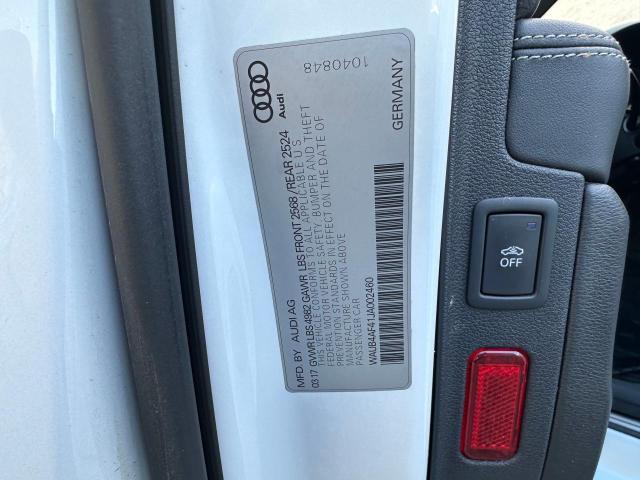 Audi
1040848
MFD. BY AUDI AG
GERMANY
03 17 GVWR LBS 4982 GAWR LBS FRONT 2568 / REAR 2524
THIS VEHICLE CONFORMS TO ALL APPLICABLE U S
FEDERAL MOTOR VEHICLE SAFETY, BUMPER, AND THEFT
PREVENTION STANDARDS IN EFFECT ON THE DATE OF
MANUFACTURE SHOWN ABOVE
PASSENGER CAR
WAUB4AF41JA002460
OFF